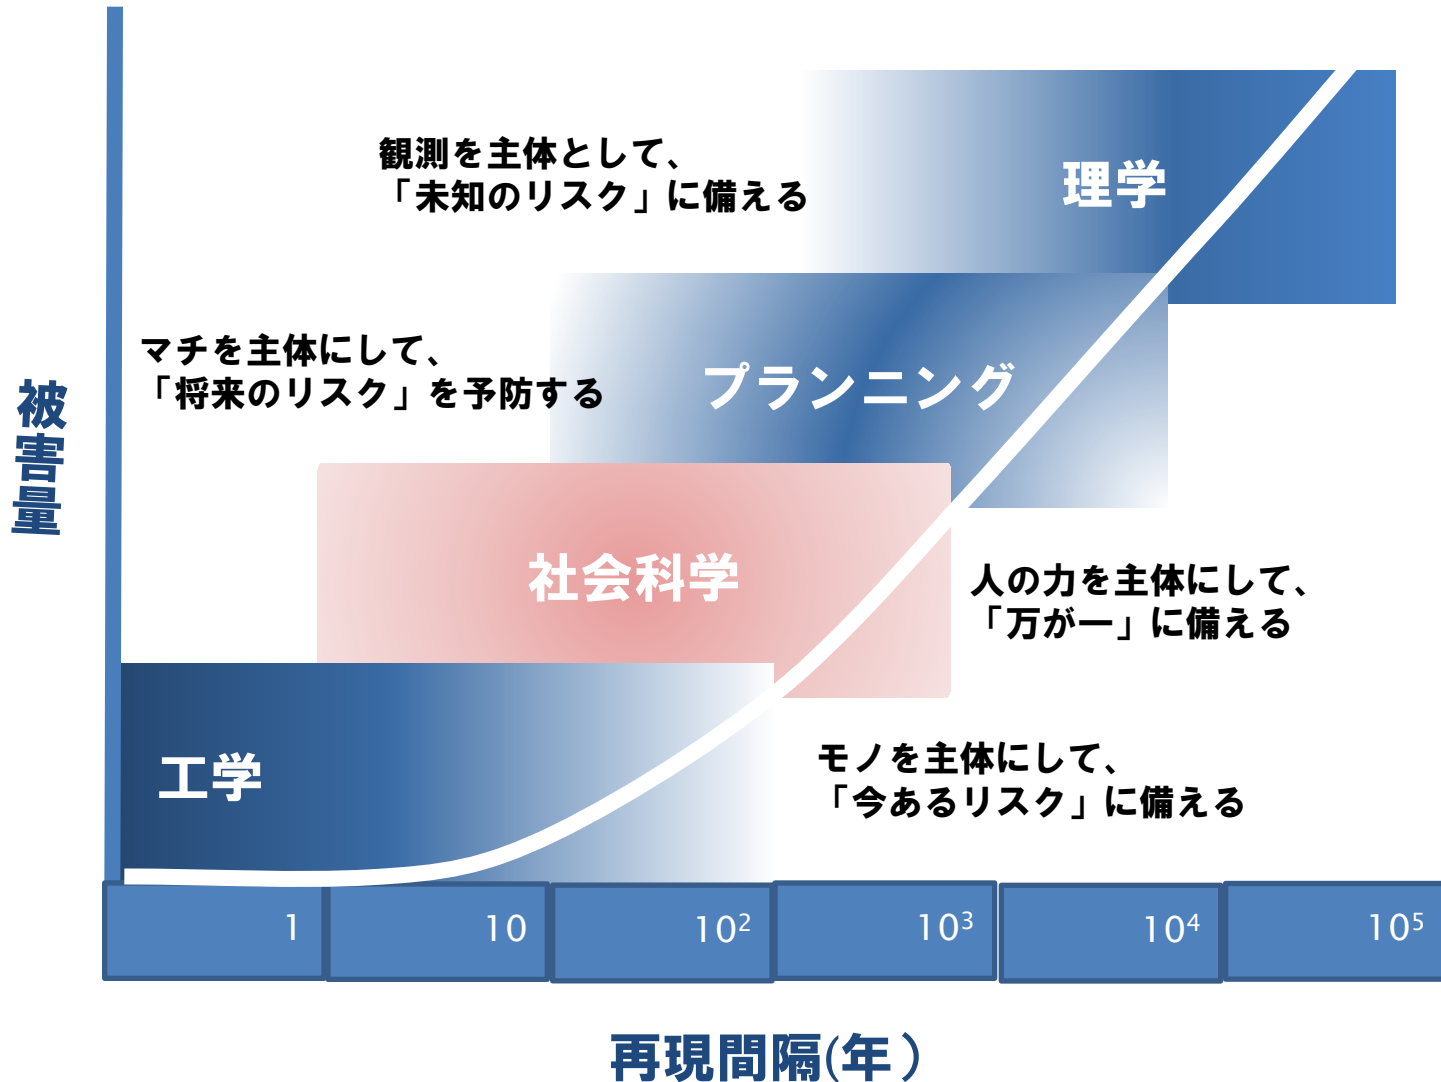 観測を主体として、
「未知のリスク」に備える
理学
マチを主体にして、
「将来のリスク」を予防する
プランニング
被害量
社会科学
人の力を主体にして、
「万が一」に備える
工学
モノを主体にして、
「今あるリスク」に備える
1 10 10² 10³ 10⁴ 10⁵
再現間隔(年）